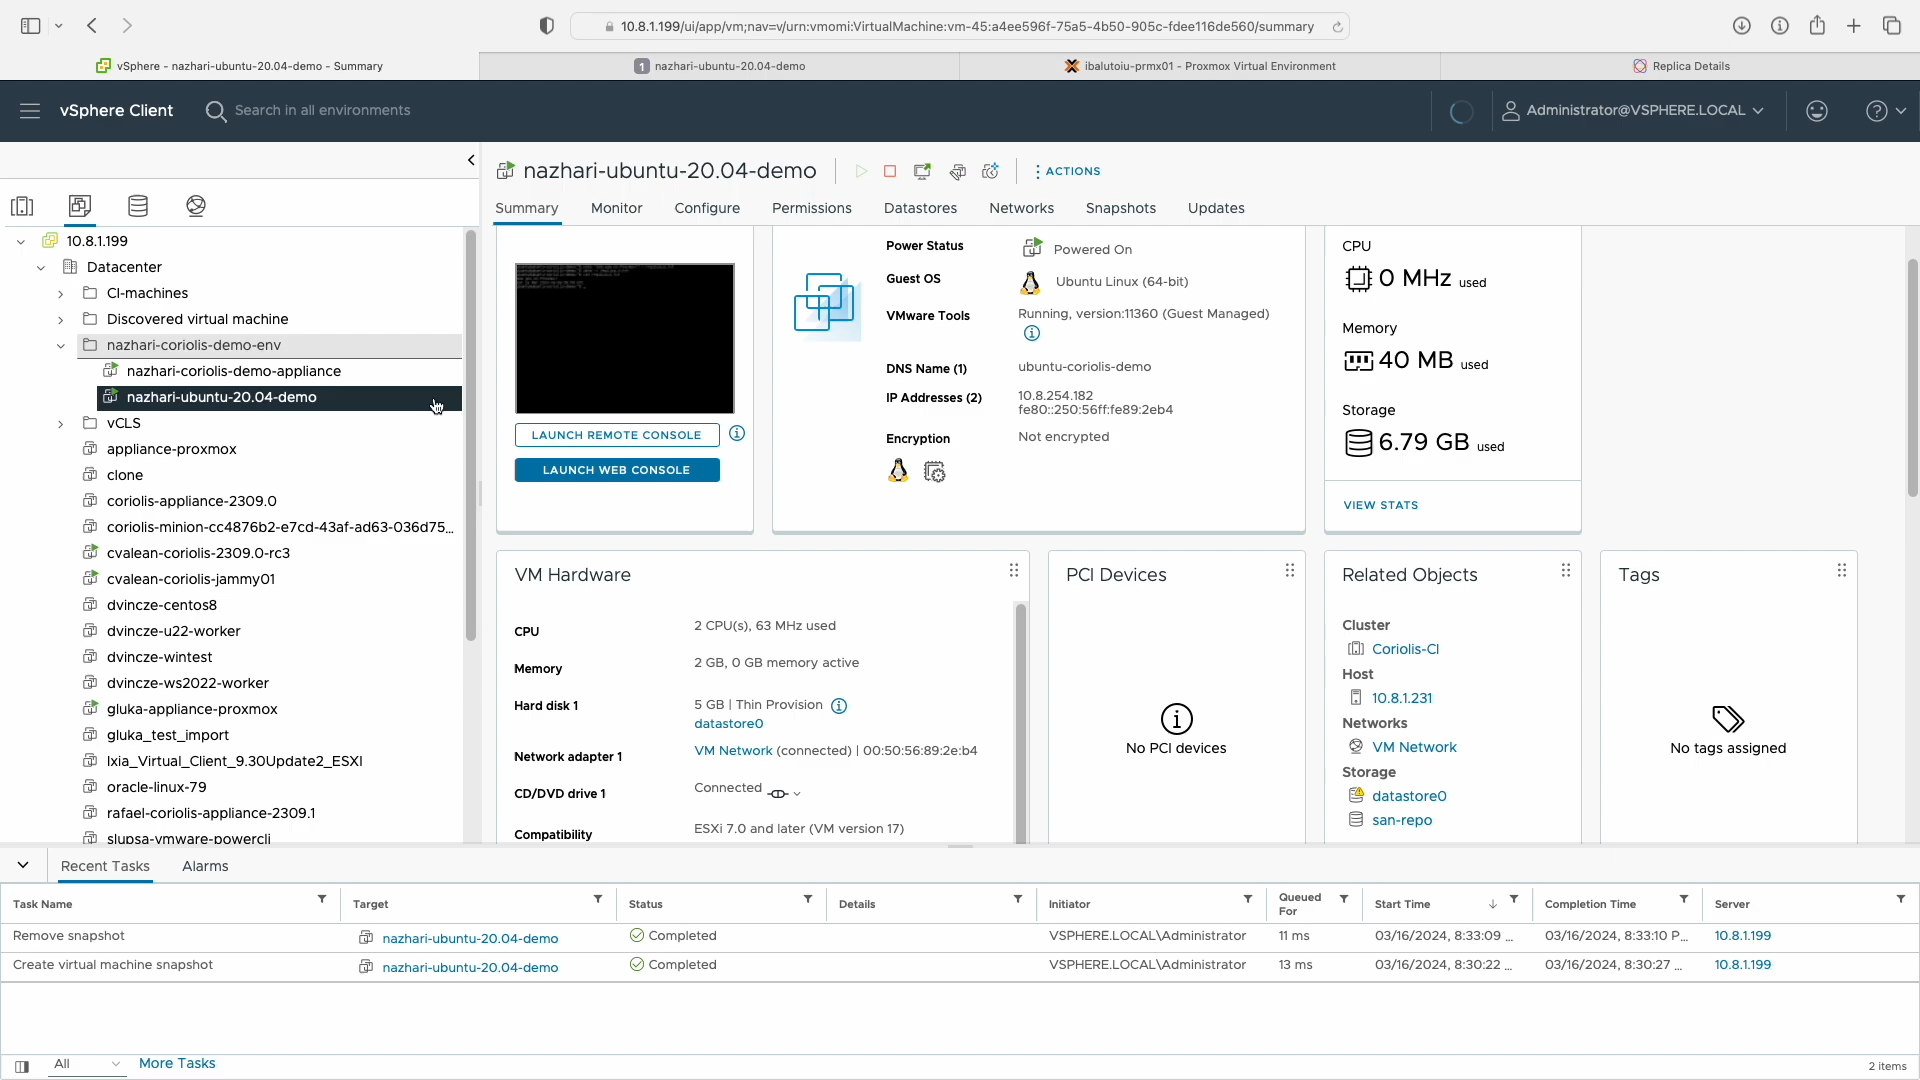 10.8.1.199/ui/app/vm;nav=v/urn:vmomi:VirtualMachine:vm-45:a4ee596f-75a5-4b50-905c-fdee116de560/summary
vSphere - nazhari-ubuntu-20.04-demo - Summary
1 nazhari-ubuntu-20.04-demo
ibalutoiu-prmx01 - Proxmox Virtual Environment
Replica Details
vSphere Client
Search in all environments
Administrator@VSPHERE.LOCAL
nazhari-ubuntu-20.04-demo
ACTIONS
Summary Monitor Configure Permissions Datastores Networks Snapshots Updates
10.8.1.199
Datacenter
CI-machines
Discovered virtual machine
nazhari-coriolis-demo-env
nazhari-coriolis-demo-appliance
nazhari-ubuntu-20.04-demo
vCLS
appliance-proxmox
clone
coriolis-appliance-2309.0
coriolis-minion-cc4876b2-e7cd-43af-ad63-036d75...
cvalean-coriolis-2309.0-rc3
cvalean-coriolis-jammy01
dvincze-centos8
dvincze-u22-worker
dvincze-wintest
dvincze-ws2022-worker
gluka-appliance-proxmox
gluka_test_import
Ixia_Virtual_Client_9.30Update2_ESXI
oracle-linux-79
rafael-coriolis-appliance-2309.1
slupsa-vmware-powercli
LAUNCH REMOTE CONSOLE
LAUNCH WEB CONSOLE
Power Status Powered On
Guest OS Ubuntu Linux (64-bit)
VMware Tools Running, version:11360 (Guest Managed)
DNS Name (1) ubuntu-coriolis-demo
IP Addresses (2) 10.8.254.182
fe80::250:56ff:fe89:2eb4
Encryption Not encrypted
CPU
0 MHz used
Memory
40 MB used
Storage
6.79 GB used
VIEW STATS
VM Hardware
CPU 2 CPU(s), 63 MHz used
Memory 2 GB, 0 GB memory active
Hard disk 1 5 GB | Thin Provision
datastore0
Network adapter 1 VM Network (connected) | 00:50:56:89:2e:b4
CD/DVD drive 1 Connected
Compatibility ESXi 7.0 and later (VM version 17)
PCI Devices
No PCI devices
Related Objects
Cluster
Coriolis-CI
Host
10.8.1.231
Networks
VM Network
Storage
datastore0
san-repo
Tags
No tags assigned
Recent Tasks Alarms
Task Name Target Status Details Initiator Queued For Start Time Completion Time Server
Remove snapshot nazhari-ubuntu-20.04-demo Completed VSPHERE.LOCAL\Administrator 11 ms 03/16/2024, 8:33:09 ... 03/16/2024, 8:33:10 P... 10.8.1.199
Create virtual machine snapshot nazhari-ubuntu-20.04-demo Completed VSPHERE.LOCAL\Administrator 13 ms 03/16/2024, 8:30:22 ... 03/16/2024, 8:30:27 ... 10.8.1.199
All More Tasks
2 items